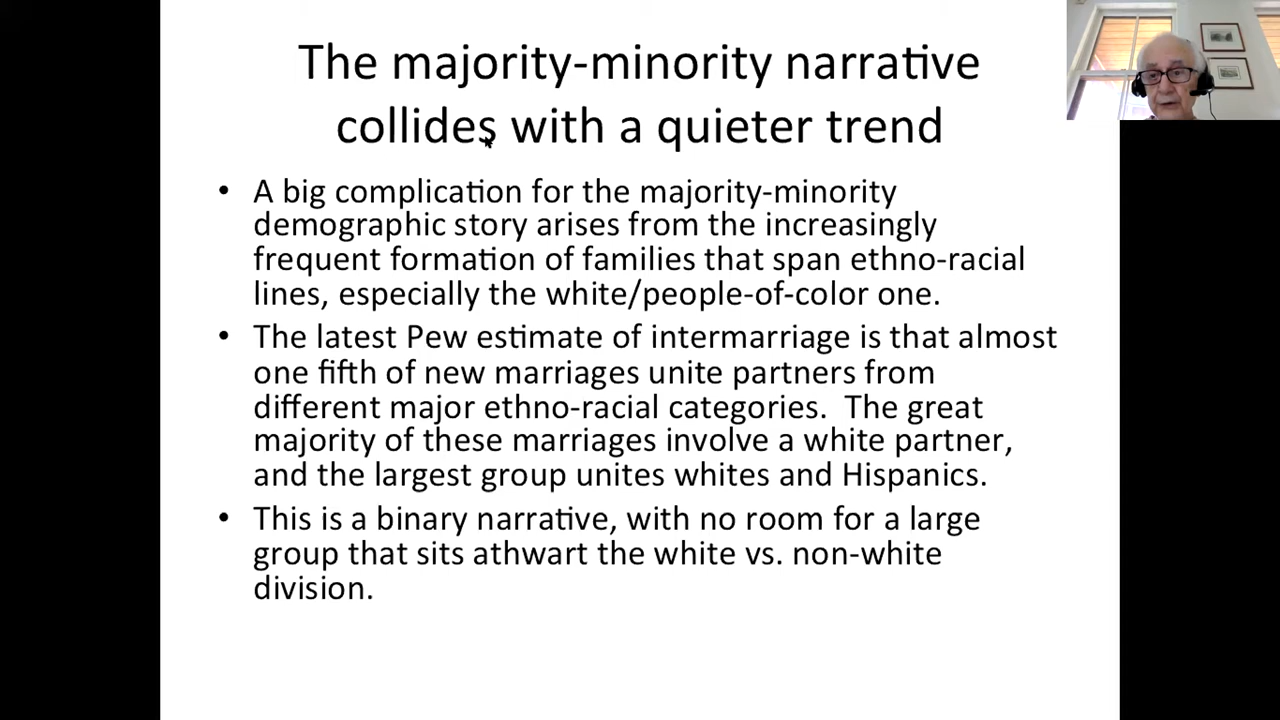 The majority-minority narrative
collides with a quieter trend
• A big complication for the majority-minority
demographic story arises from the increasingly
frequent formation of families that span ethno-racial
lines, especially the white/people-of-color one.
• The latest Pew estimate of intermarriage is that almost
one fifth of new marriages unite partners from
different major ethno-racial categories.  The great
majority of these marriages involve a white partner,
and the largest group unites whites and Hispanics.
• This is a binary narrative, with no room for a large
group that sits athwart the white vs. non-white
division.